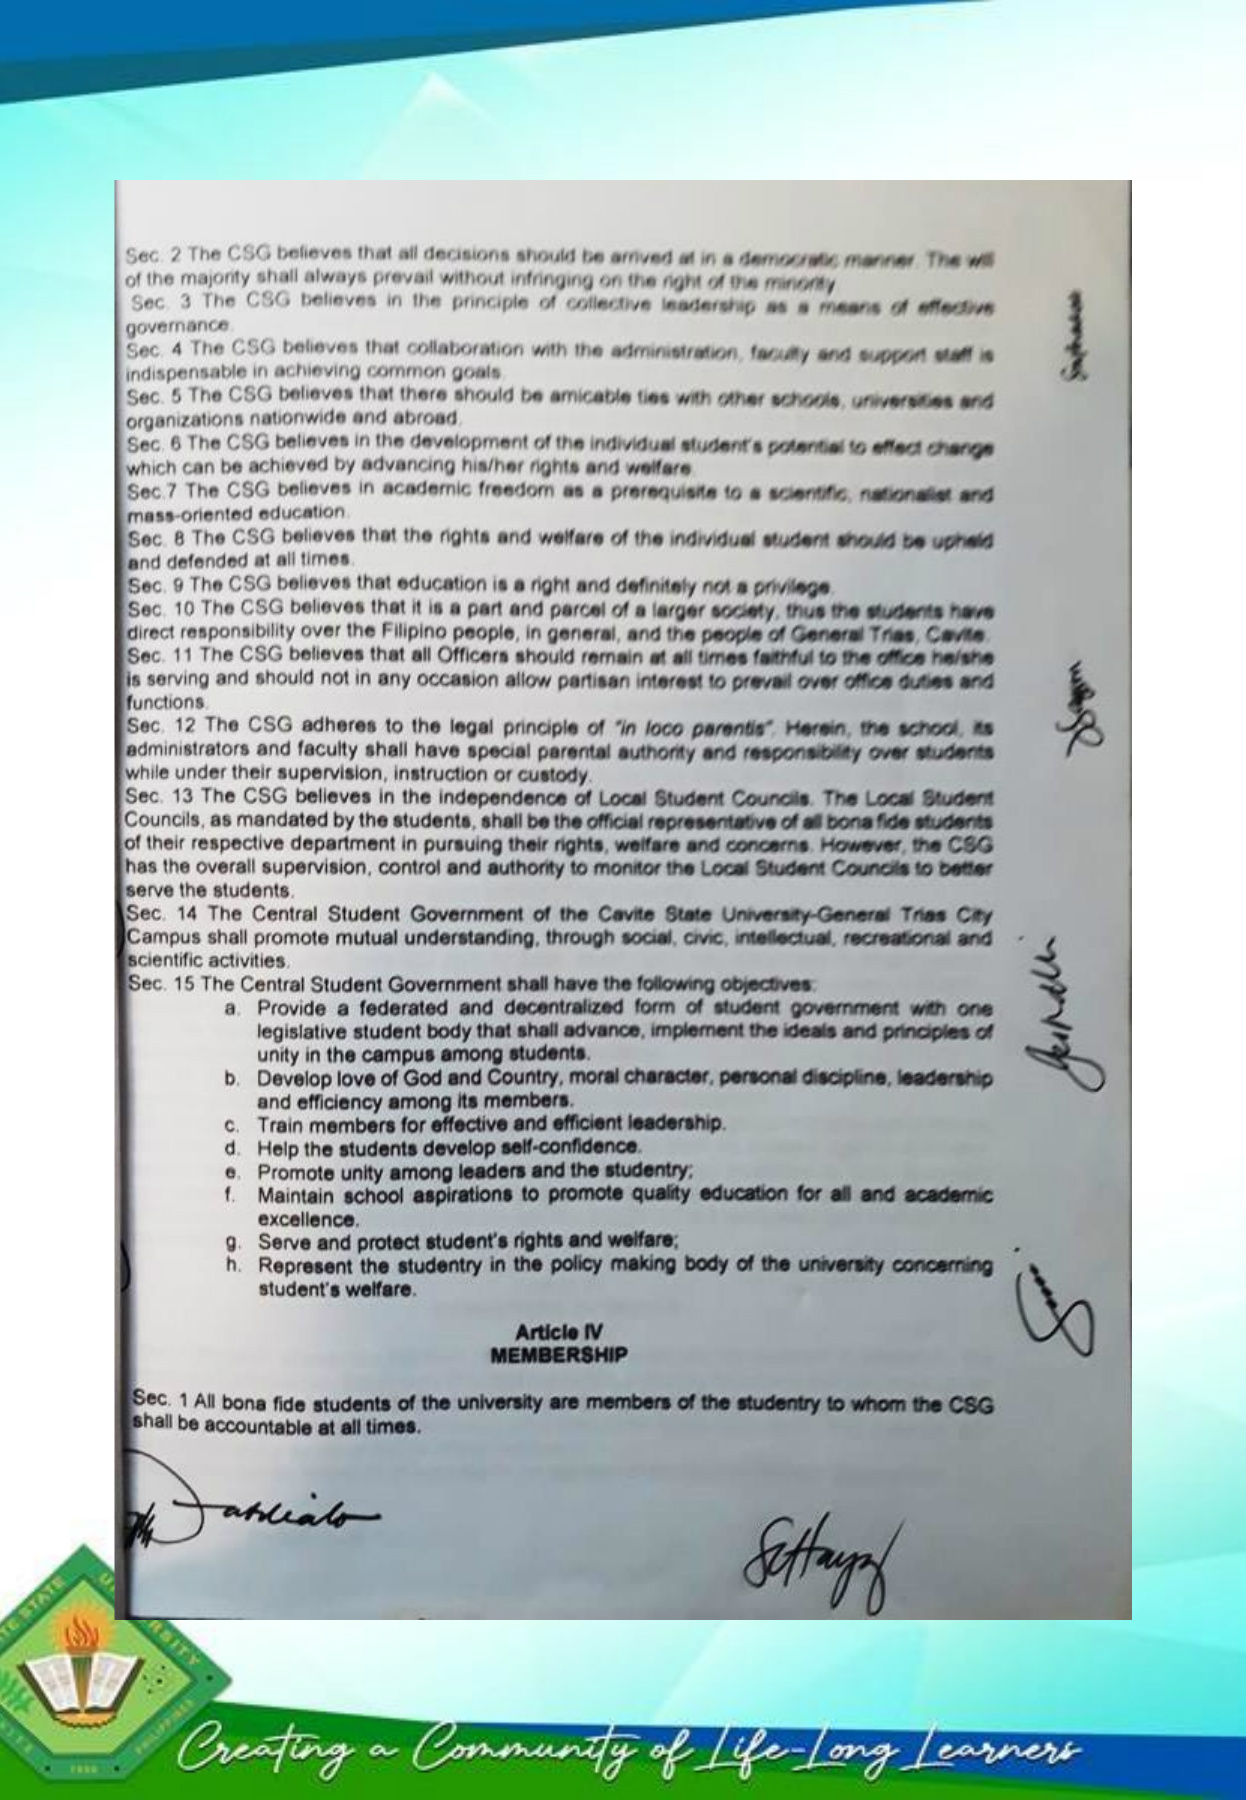 Sec. 2 The CSG believes that all decisions should be arrived at in a democratic manner. The will
of the majority shall always prevail without infringing on the right of the minority
Sec. 3 The CSG believes in the principle of collective leadership as a means of effective
governance.
Sec. 4 The CSG believes that collaboration with the administration, faculty and support staff is
indispensable in achieving common goals.
Sec. 5 The CSG believes that there should be amicable ties with other schools, universities and
organizations nationwide and abroad.
Sec. 6 The CSG believes in the development of the individual student's potential to effect change
which can be achieved by advancing his/her rights and welfare.
Sec.7 The CSG believes in academic freedom as a prerequisite to a scientific, nationalist and
mass-oriented education.
Sec. 8 The CSG believes that the rights and welfare of the individual student should be upheld
and defended at all times.
Sec. 9 The CSG believes that education is a right and definitely not a privilege.
Sec. 10 The CSG believes that it is a part and parcel of a larger society, thus the students have
direct responsibility over the Filipino people, in general, and the people of General Trias, Cavite.
Sec. 11 The CSG believes that all Officers should remain at all times faithful to the office he/she
is serving and should not in any occasion allow partisan interest to prevail over office duties and
functions.
Sec. 12 The CSG adheres to the legal principle of "in loco parentis". Herein, the school, its
administrators and faculty shall have special parental authority and responsibility over students
while under their supervision, instruction or custody.
Sec. 13 The CSG believes in the independence of Local Student Councils. The Local Student
Councils, as mandated by the students, shall be the official representative of all bona fide students
of their respective department in pursuing their rights, welfare and concerns. However, the CSG
has the overall supervision, control and authority to monitor the Local Student Councils to better
serve the students.
Sec. 14 The Central Student Government of the Cavite State University-General Trias City
Campus shall promote mutual understanding, through social, civic, intellectual, recreational and
scientific activities.
Sec. 15 The Central Student Government shall have the following objectives:
a. Provide a federated and decentralized form of student government with one
legislative student body that shall advance, implement the ideals and principles of
unity in the campus among students.
b. Develop love of God and Country, moral character, personal discipline, leadership
and efficiency among its members.
c. Train members for effective and efficient leadership.
d. Help the students develop self-confidence.
e. Promote unity among leaders and the studentry;
f. Maintain school aspirations to promote quality education for all and academic
excellence.
g. Serve and protect student's rights and welfare;
h. Represent the studentry in the policy making body of the university concerning
student's welfare.
Article IV
MEMBERSHIP
Sec. 1 All bona fide students of the university are members of the studentry to whom the CSG
shall be accountable at all times.
Creating a Community of Life-Long Learners